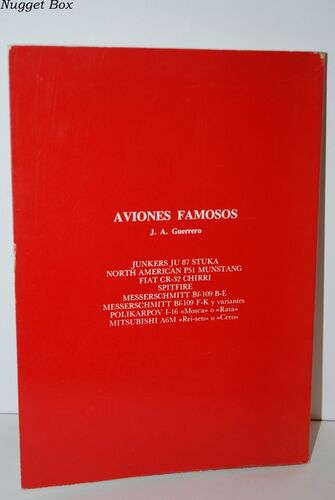 Nugget Box
AVIONES FAMOSOS
J. A. Guerrero
JUNKERS JU 87 STUKA
NORTH AMERICAN P51 MUNSTANG
FIAT CR-32 CHIRRI
SPITFIRE
MESSERSCHMITT Bf-109 B-E
MESSERSCHMITT Bf-109 F-K y variantes
POLIKARPOV I-16 «Mosca» o «Rata»
MITSUBISHI A6M «Rei-sen» o «Cero»